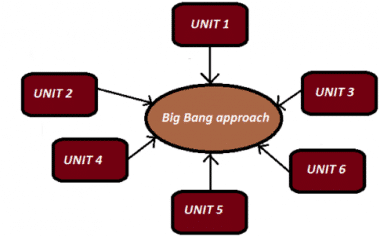 UNIT 1
UNIT 2
UNIT 3
Big Bang approach
UNIT 4
UNIT 6
UNIT 5